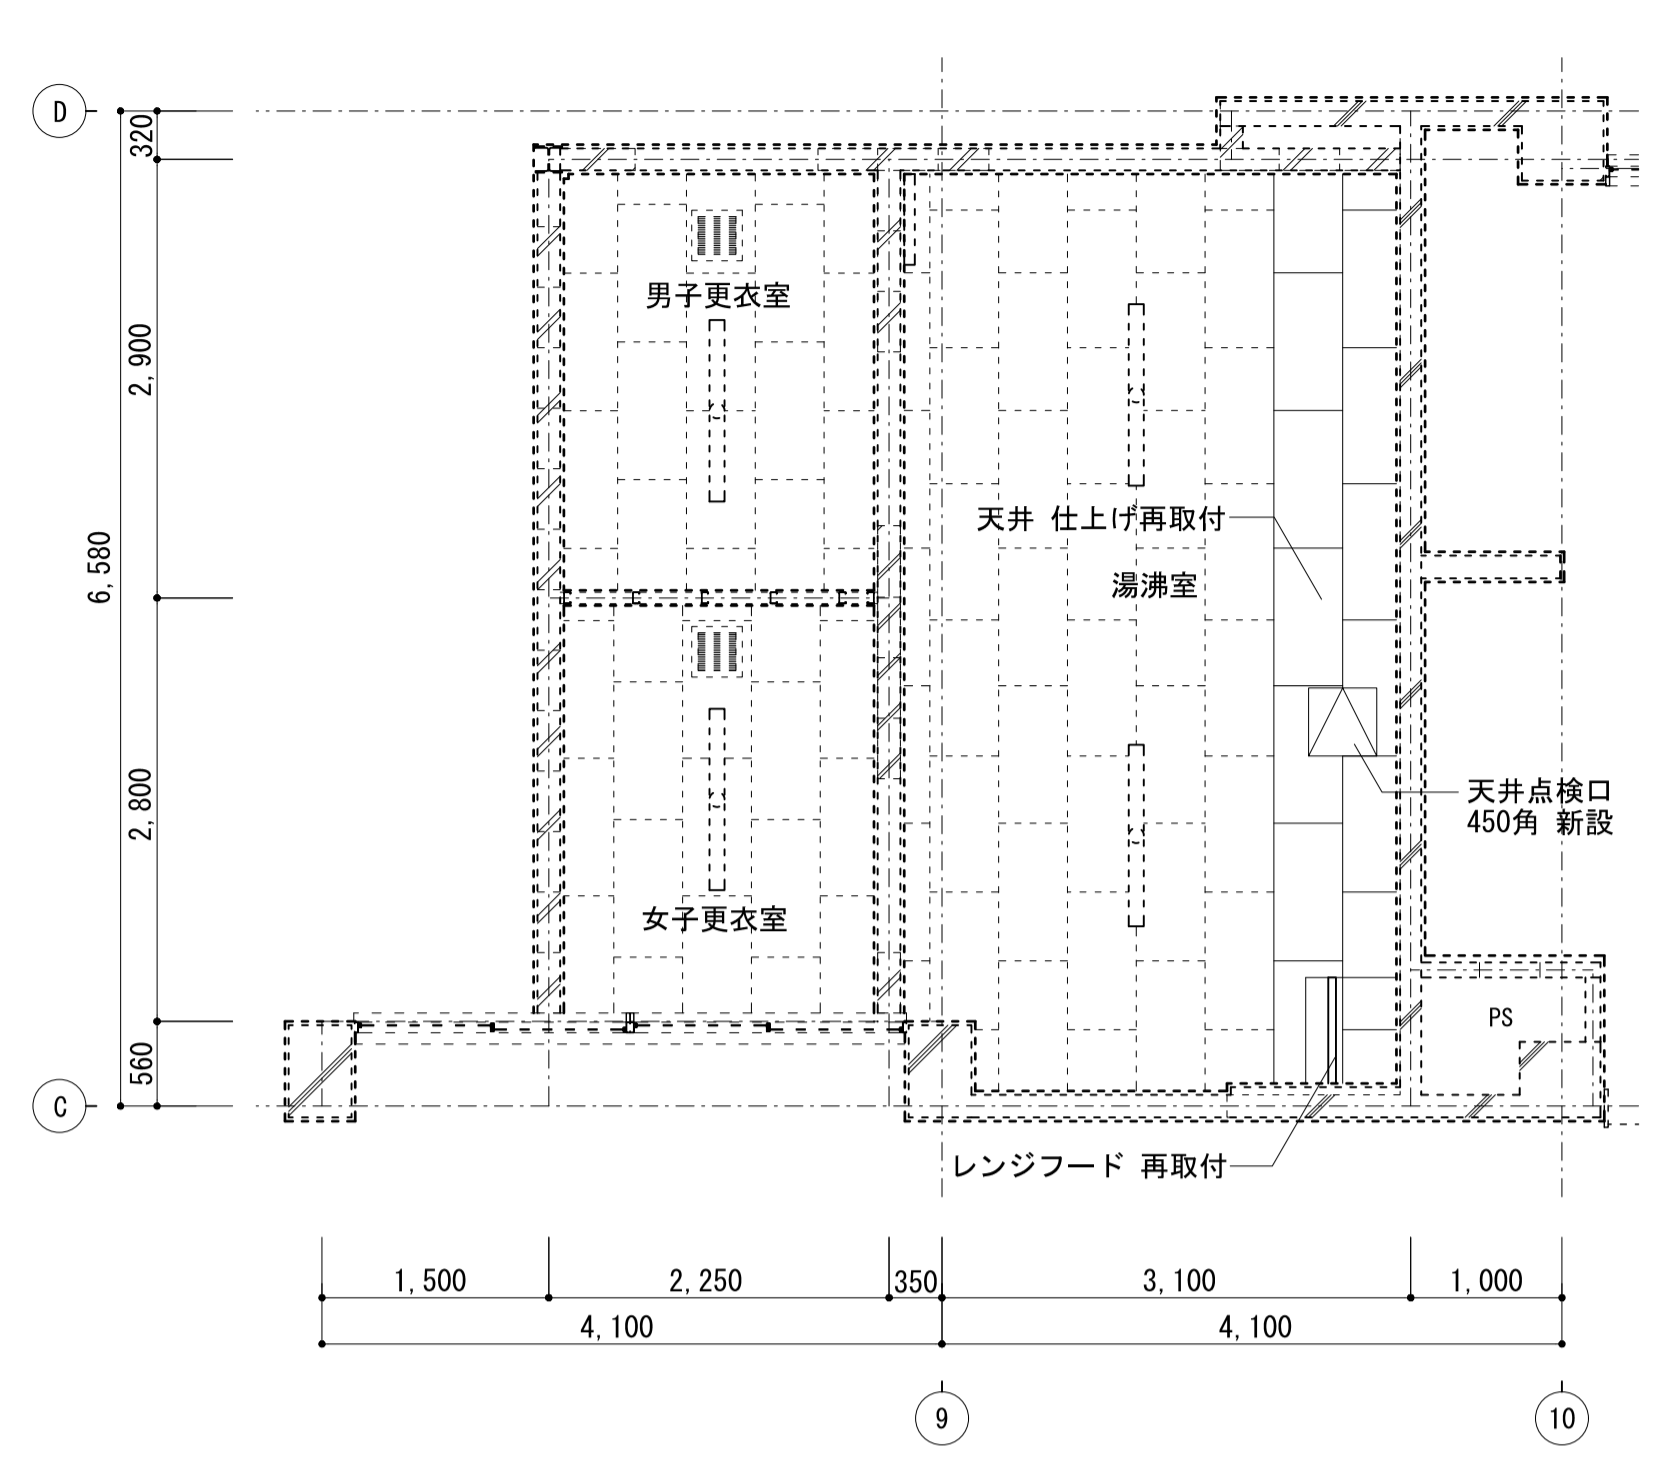 D
320
男子更衣室
2,900
天井 仕上げ再取付
6,580
湯沸室
天井点検口
450角 新設
2,800
女子更衣室
PS
560
C
レンジフード 再取付
1,500
2,250
350
3,100
1,000
4,100
4,100
9
10